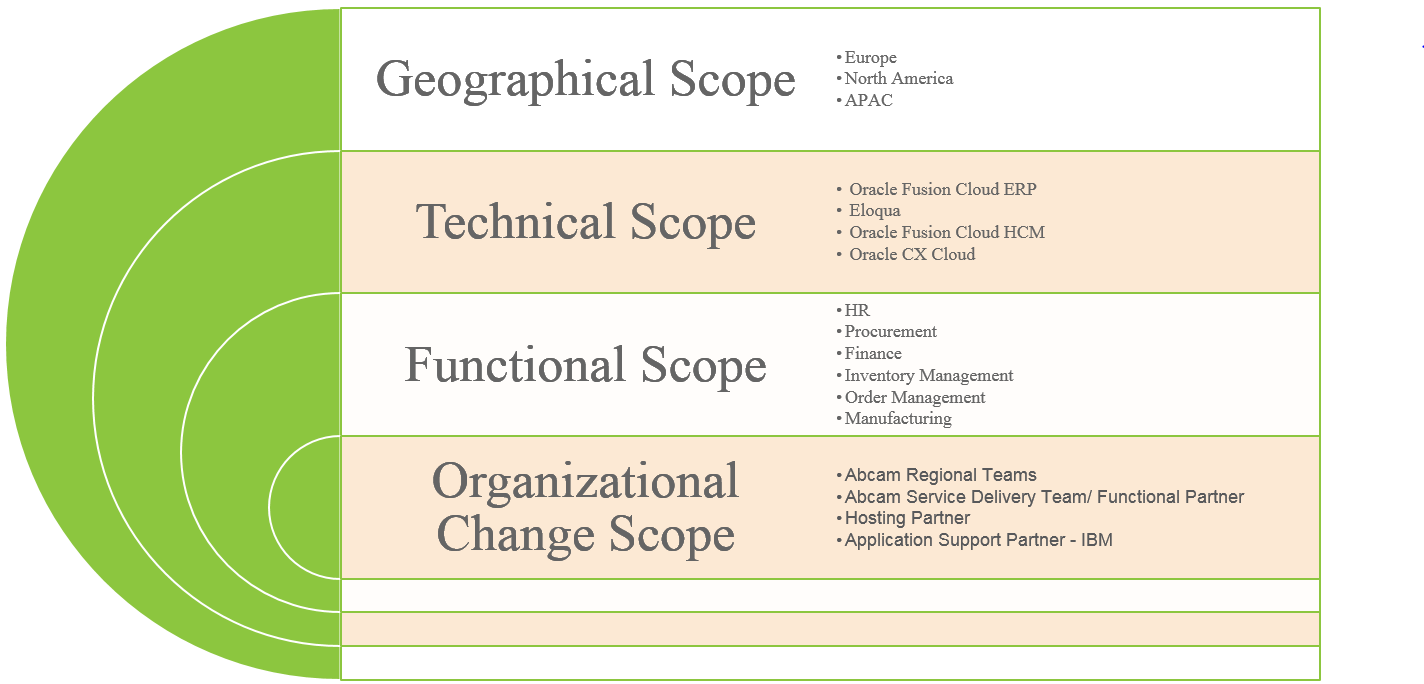 Geographical Scope
• Europe
• North America
• APAC
Technical Scope
• Oracle Fusion Cloud ERP
• Eloqua
• Oracle Fusion Cloud HCM
• Oracle CX Cloud
Functional Scope
• HR
• Procurement
• Finance
• Inventory Management
• Order Management
• Manufacturing
Organizational
Change Scope
• Abcam Regional Teams
• Abcam Service Delivery Team/ Functional Partner
• Hosting Partner
• Application Support Partner - IBM